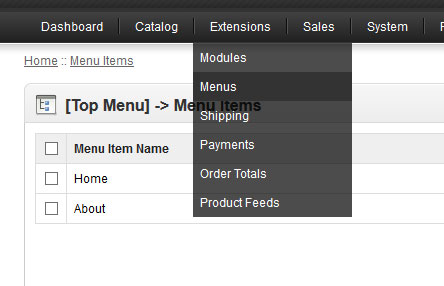 Dashboard Catalog Extensions Sales System
Home :: Menu Items
Modules
Menus
[Top Menu] -> Menu Items
Shipping
Payments
Menu Item Name
Order Totals
Home
Product Feeds
About